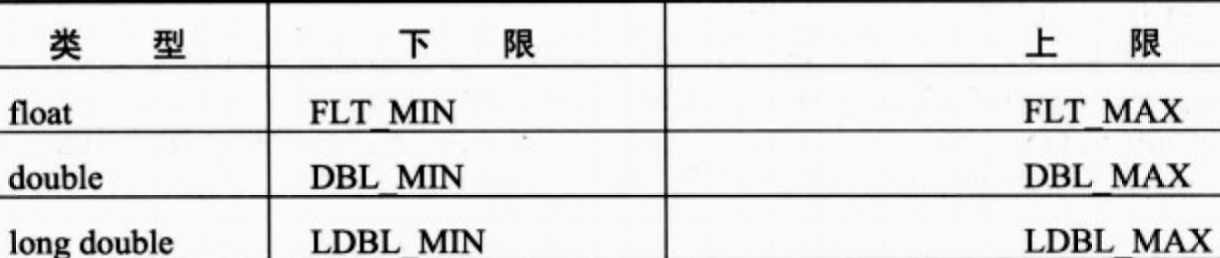 类 型 下 限 上 限
float FLT_MIN FLT_MAX
double DBL_MIN DBL_MAX
long double LDBL_MIN LDBL_MAX